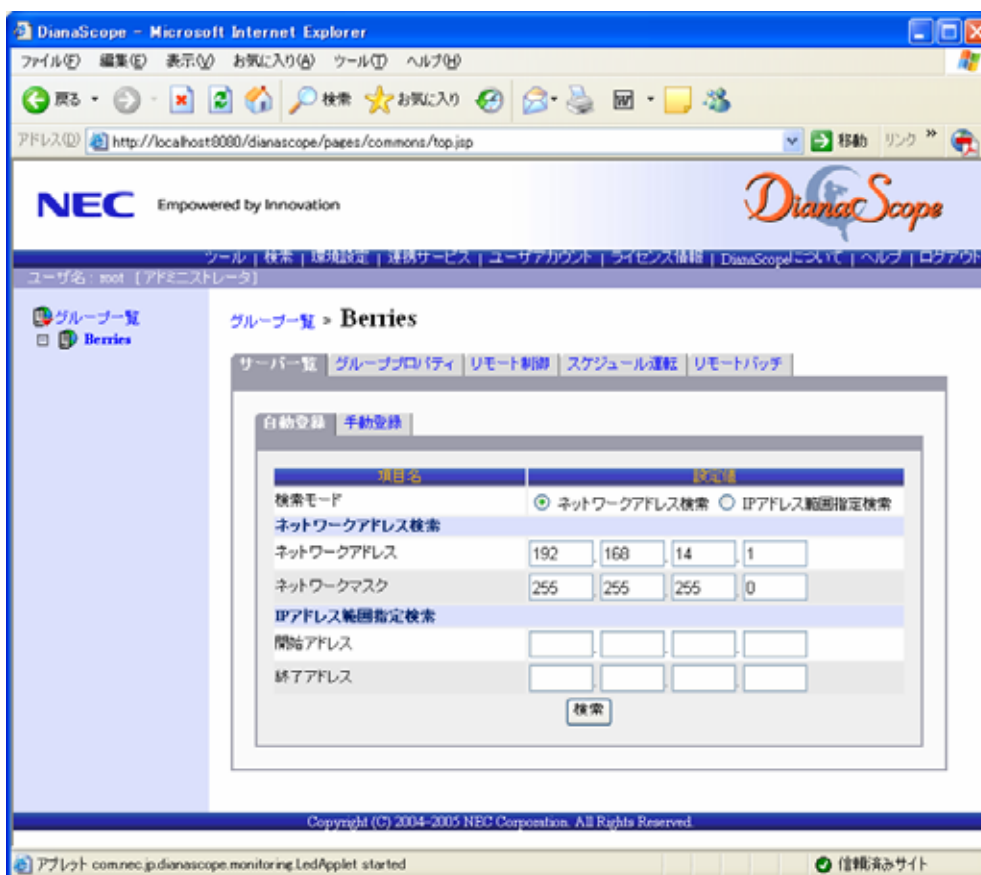 DianaScope - Microsoft Internet Explorer
ファイル(F) 編集(E) 表示(V) お気に入り(A) ツール(T) ヘルプ(H)
戻る 検索 お気に入り
アドレス(D) http://localhost:8080/dianascope/pages/commons/top.jsp 移動 リンク »
NEC Empowered by Innovation
DianaScope
ツール | 検索 | 環境設定 | 連携サービス | ユーザアカウント | ライセンス情報 | DianaScopeについて | ヘルプ | ログアウト
ユーザ名 : root [アドミニストレータ]
グループ一覧
Berries
グループ一覧 > Berries
サーバ一覧 グループプロパティ リモート制御 スケジュール運転 リモートバッチ
自動登録 手動登録
項目名 設定値
検索モード ネットワークアドレス検索 IPアドレス範囲指定検索
ネットワークアドレス検索
ネットワークアドレス 192 . 168 . 14 . 1
ネットワークマスク 255 . 255 . 255 . 0
IPアドレス範囲指定検索
開始アドレス . . .
終了アドレス . . .
検索
Copyright (C) 2004-2005 NEC Corporation. All Rights Reserved.
アプレット com.nec.jp.dianascope.monitoring.LedApplet started 信頼済みサイト